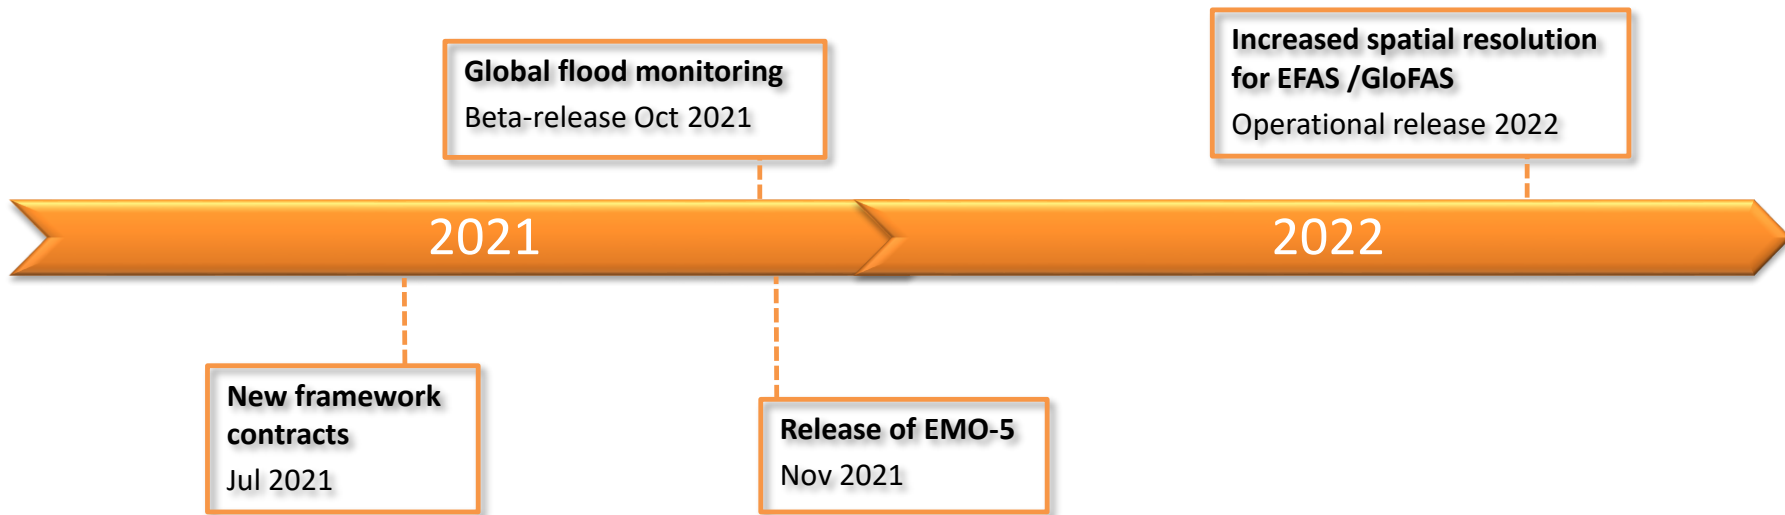 Global flood monitoring
Beta-release Oct 2021
Increased spatial resolution
for EFAS /GloFAS
Operational release 2022
2021
2022
New framework
contracts
Jul 2021
Release of EMO-5
Nov 2021